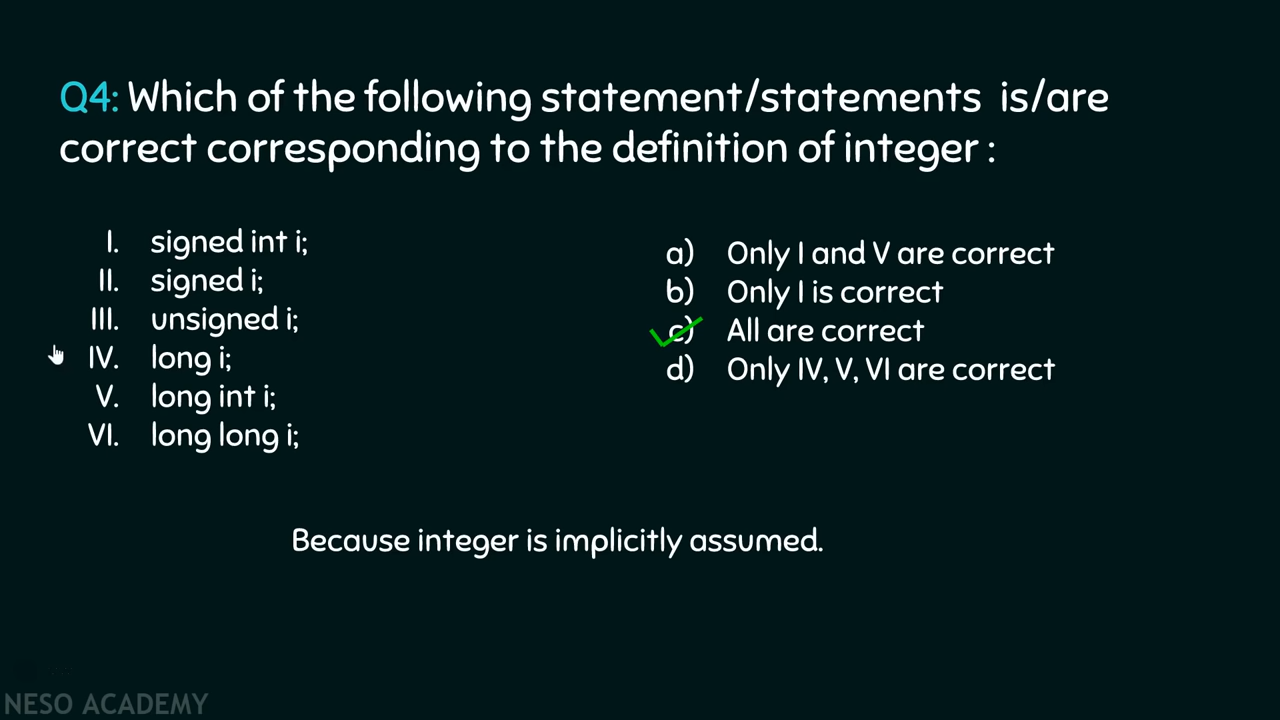 Q4: Which of the following statement/statements is/are
correct corresponding to the definition of integer :
I. signed int i;
II. signed i;
III. unsigned i;
IV. long i;
V. long int i;
VI. long long i;
a) Only I and V are correct
b) Only I is correct
c) All are correct
d) Only IV, V, VI are correct
Because integer is implicitly assumed.
NESO ACADEMY